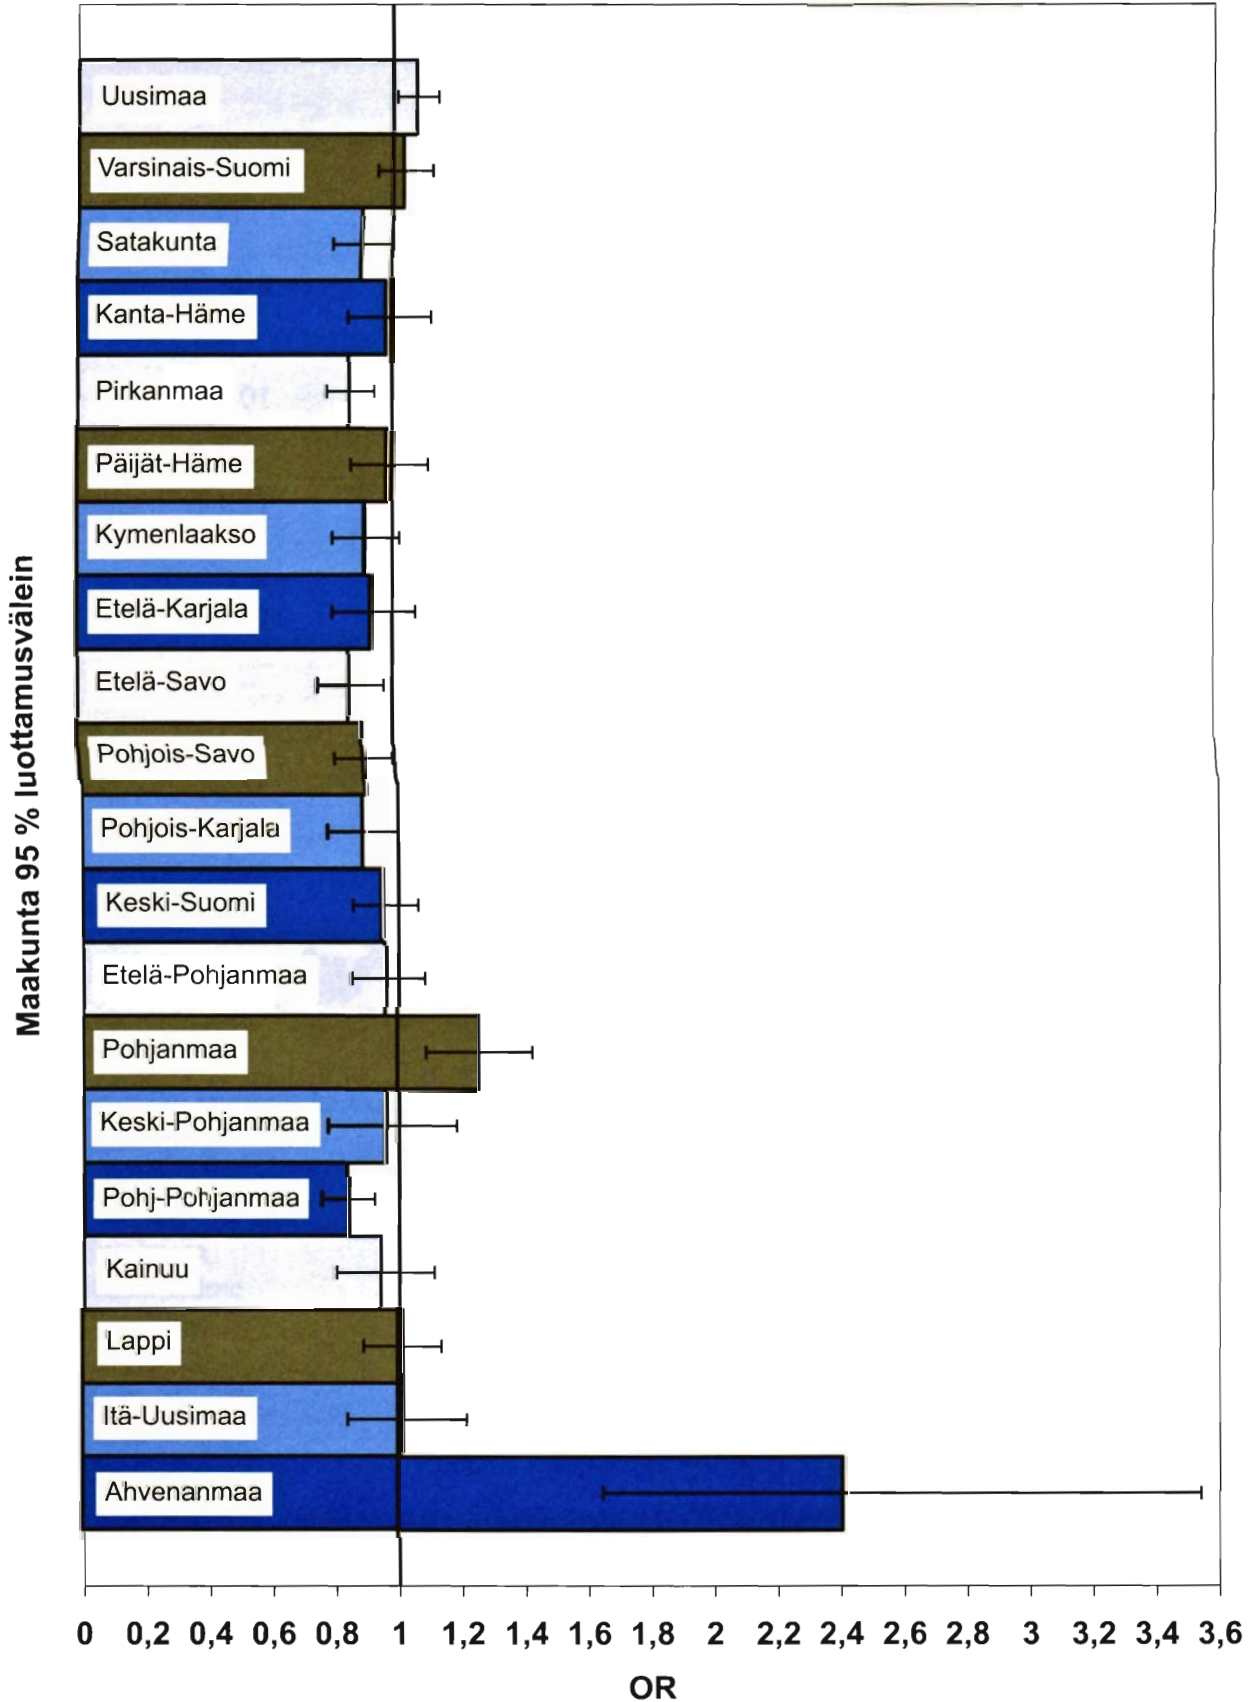 Uusimaa
Varsinais-Suomi
Satakunta
Kanta-Häme
Pirkanmaa
Päijät-Häme
Kymenlaakso
Etelä-Karjala
Etelä-Savo
Pohjois-Savo
Pohjois-Karjala
Keski-Suomi
Etelä-Pohjanmaa
Pohjanmaa
Keski-Pohjanmaa
Pohj-Pohjanmaa
Kainuu
Lappi
Itä-Uusimaa
Ahvenanmaa
Maakunta 95 % luottamusvälein
0 0,2 0,4 0,6 0,8 1 1,2 1,4 1,6 1,8 2 2,2 2,4 2,6 2,8 3 3,2 3,4 3,6
OR